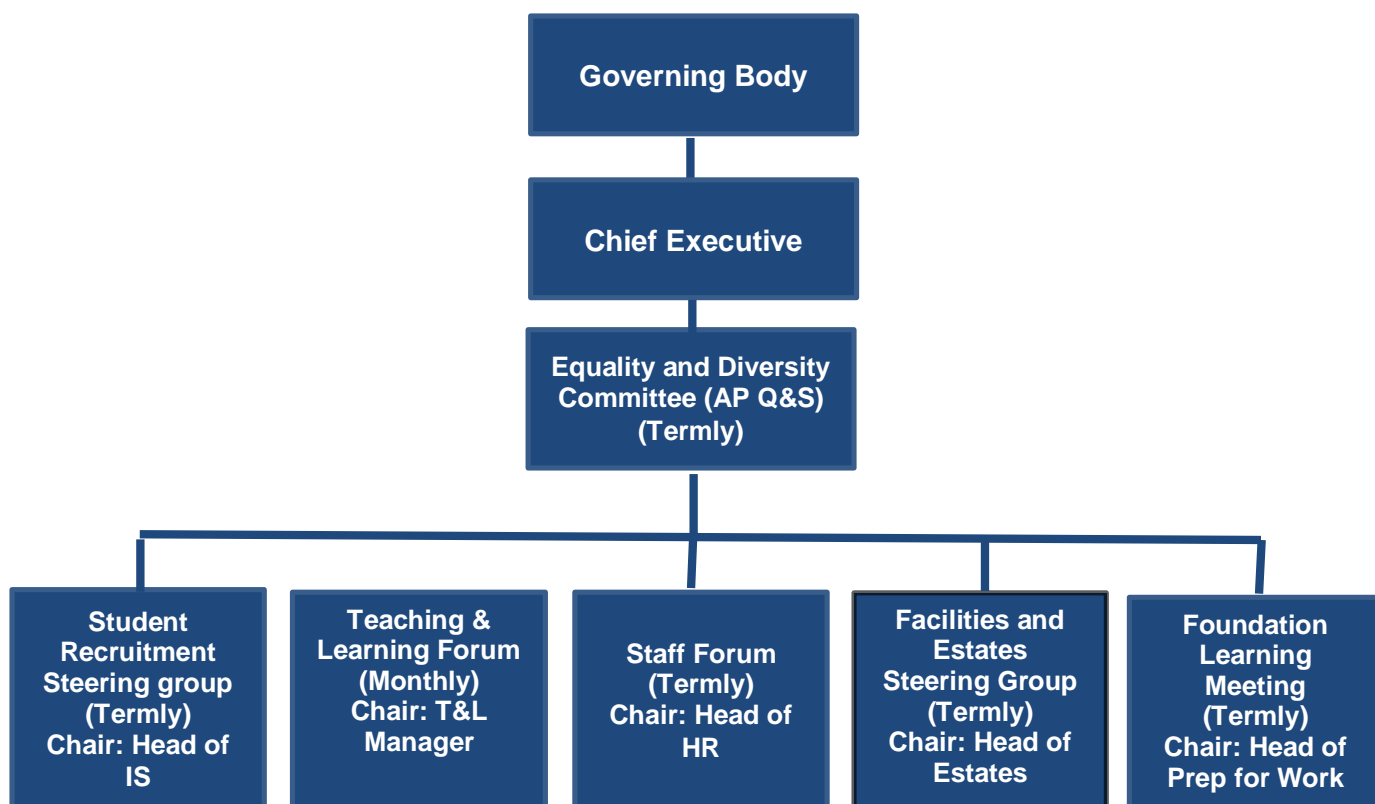 Governing Body
Chief Executive
Equality and Diversity
Committee (AP Q&S)
(Termly)
Student
Recruitment
Steering group
(Termly)
Chair: Head of
IS
Teaching &
Learning Forum
(Monthly)
Chair: T&L
Manager
Staff Forum
(Termly)
Chair: Head of
HR
Facilities and
Estates
Steering Group
(Termly)
Chair: Head of
Estates
Foundation
Learning
Meeting
(Termly)
Chair: Head of
Prep for Work